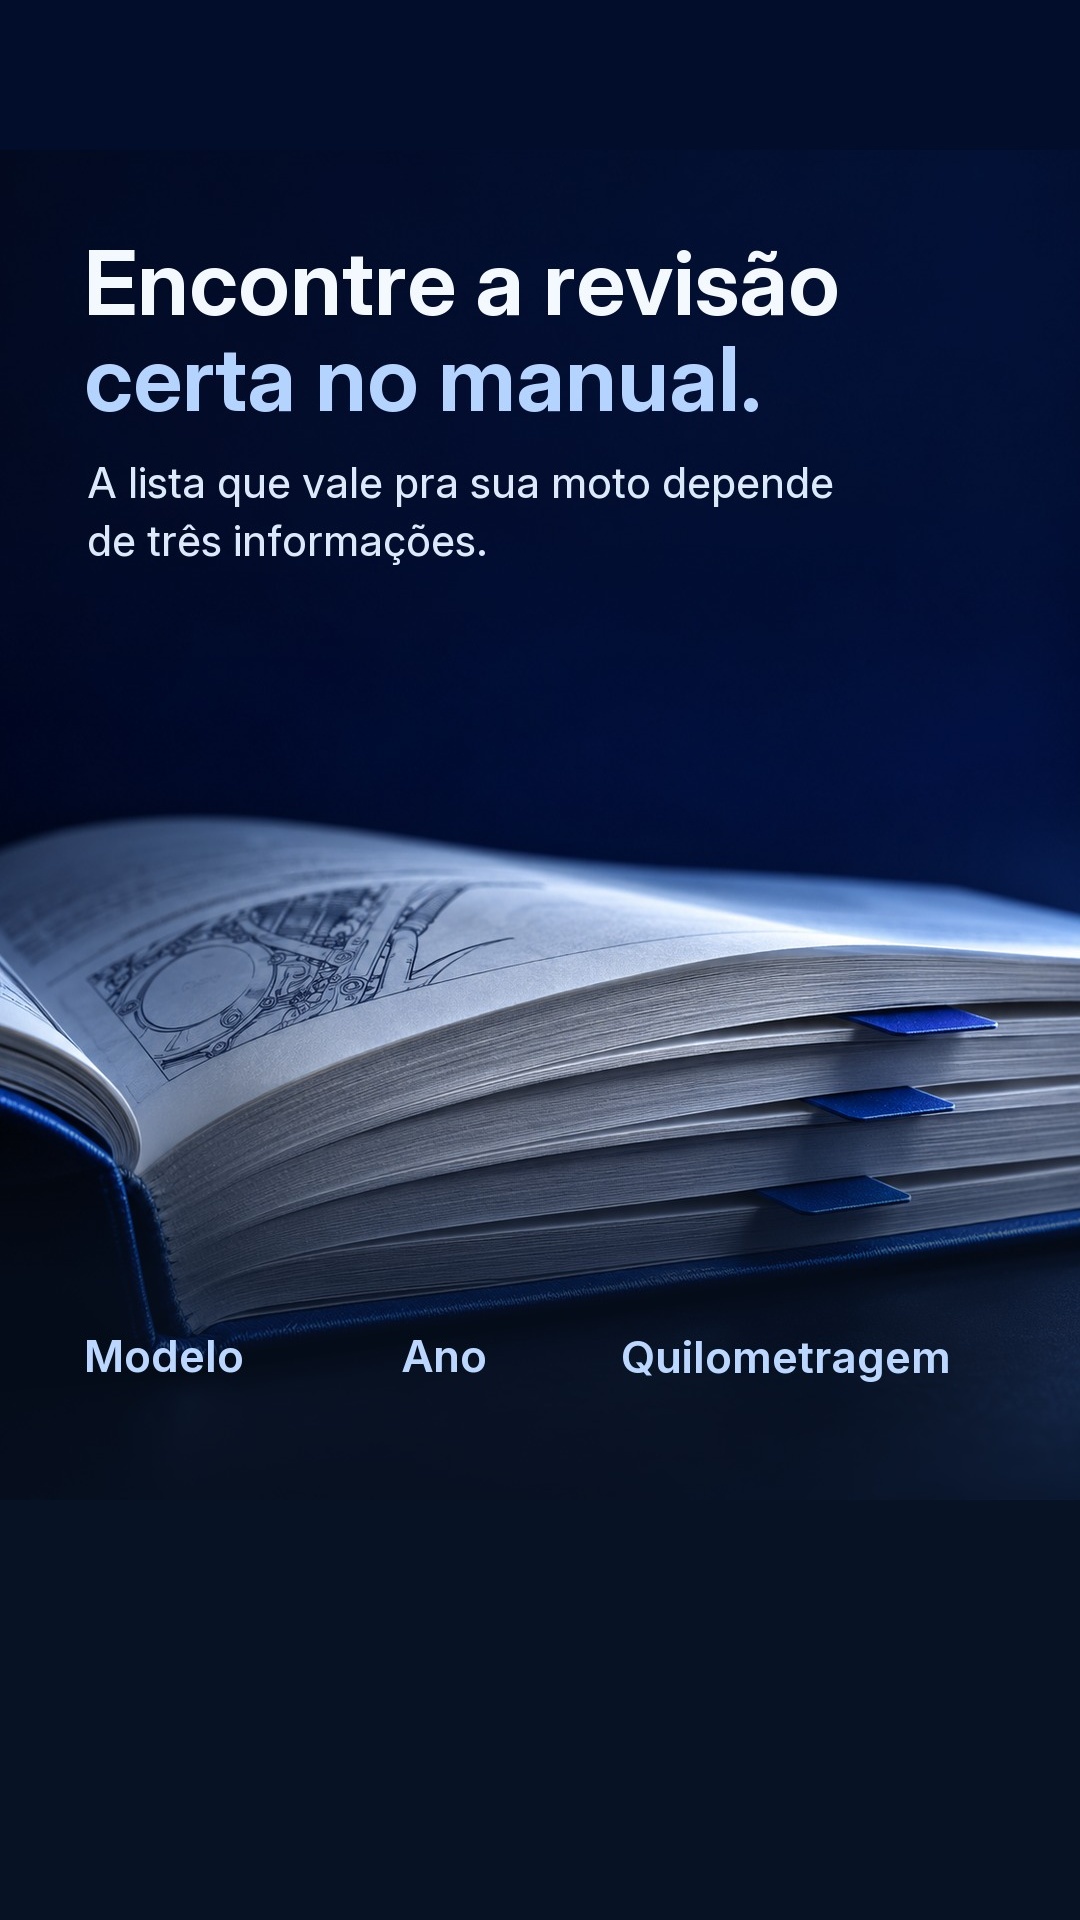 Encontre a revisão
certa no manual.
A lista que vale pra sua moto depende
de três informações.
Modelo Ano Quilometragem